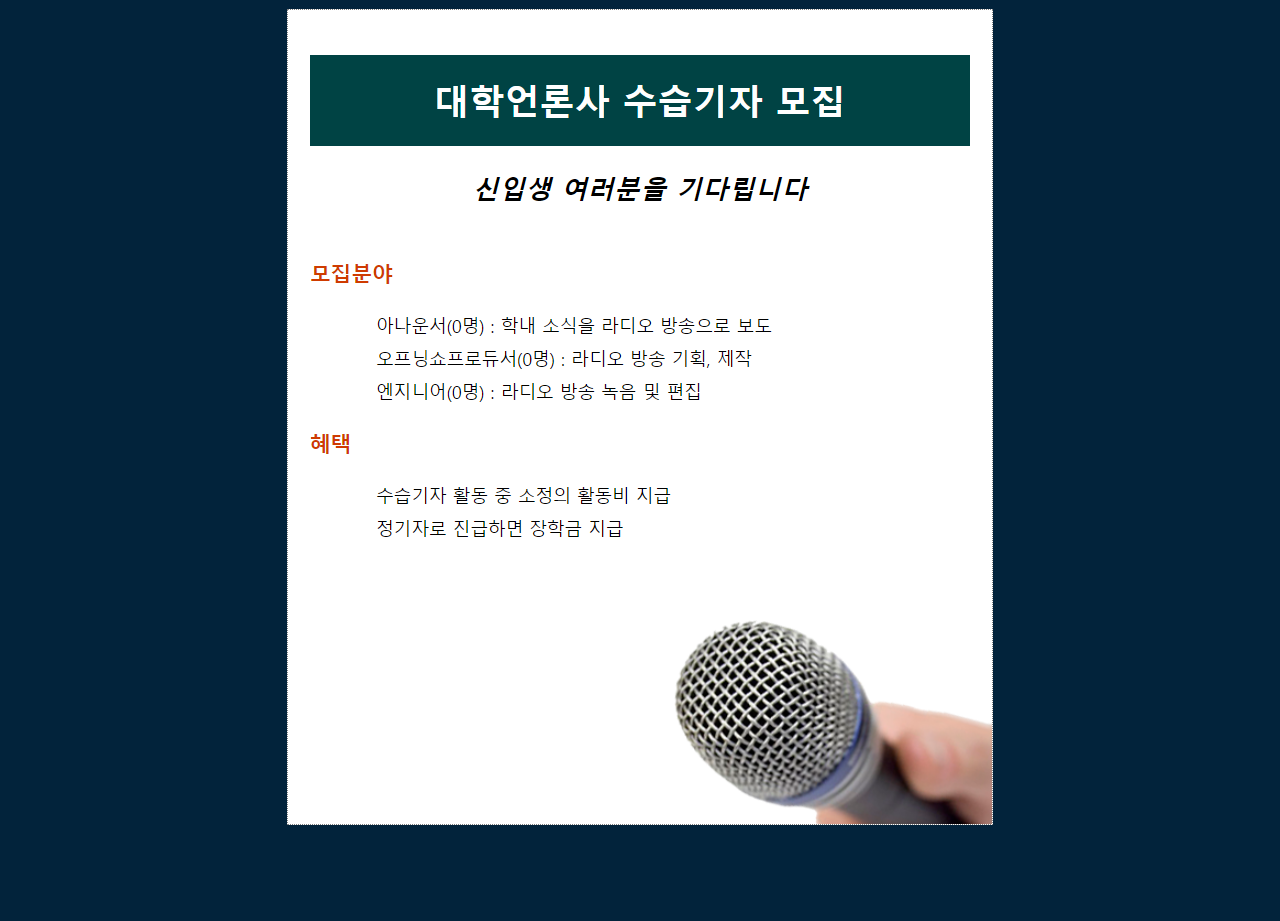 대학언론사 수습기자 모집
신입생 여러분을 기다립니다
모집분야
아나운서(0명) : 학내 소식을 라디오 방송으로 보도
오프닝쇼프로듀서(0명) : 라디오 방송 기획, 제작
엔지니어(0명) : 라디오 방송 녹음 및 편집
혜택
수습기자 활동 중 소정의 활동비 지급
정기자로 진급하면 장학금 지급